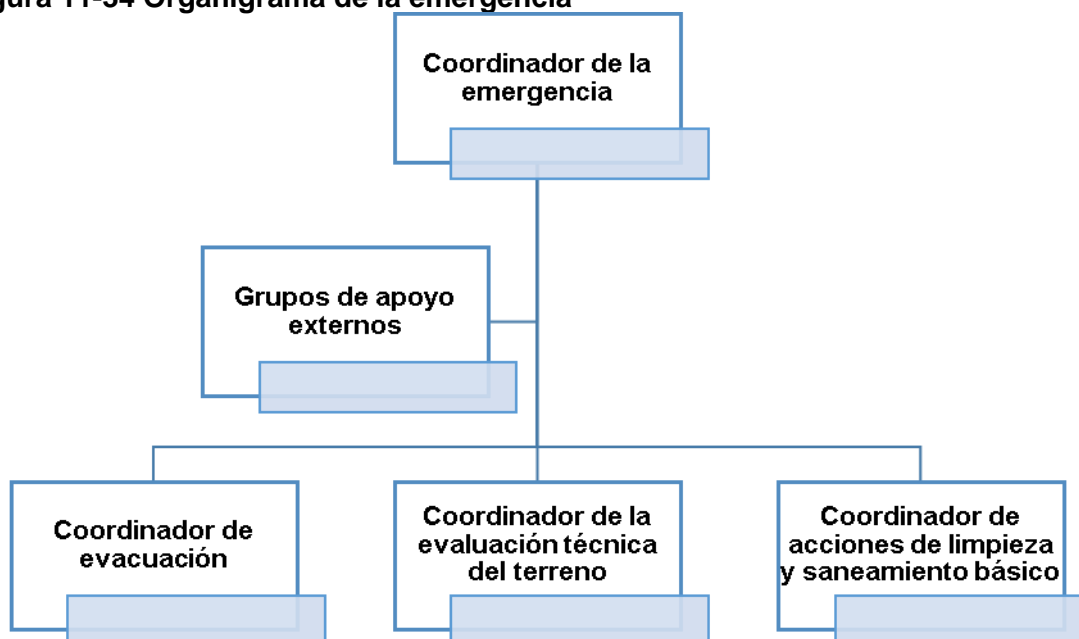 gura 11-34 Organigrama de la emergencia
Coordinador de la
emergencia
Grupos de apoyo
externos
Coordinador de
evacuación
Coordinador de la
evaluación técnica
del terreno
Coordinador de
acciones de limpieza
y saneamiento básico